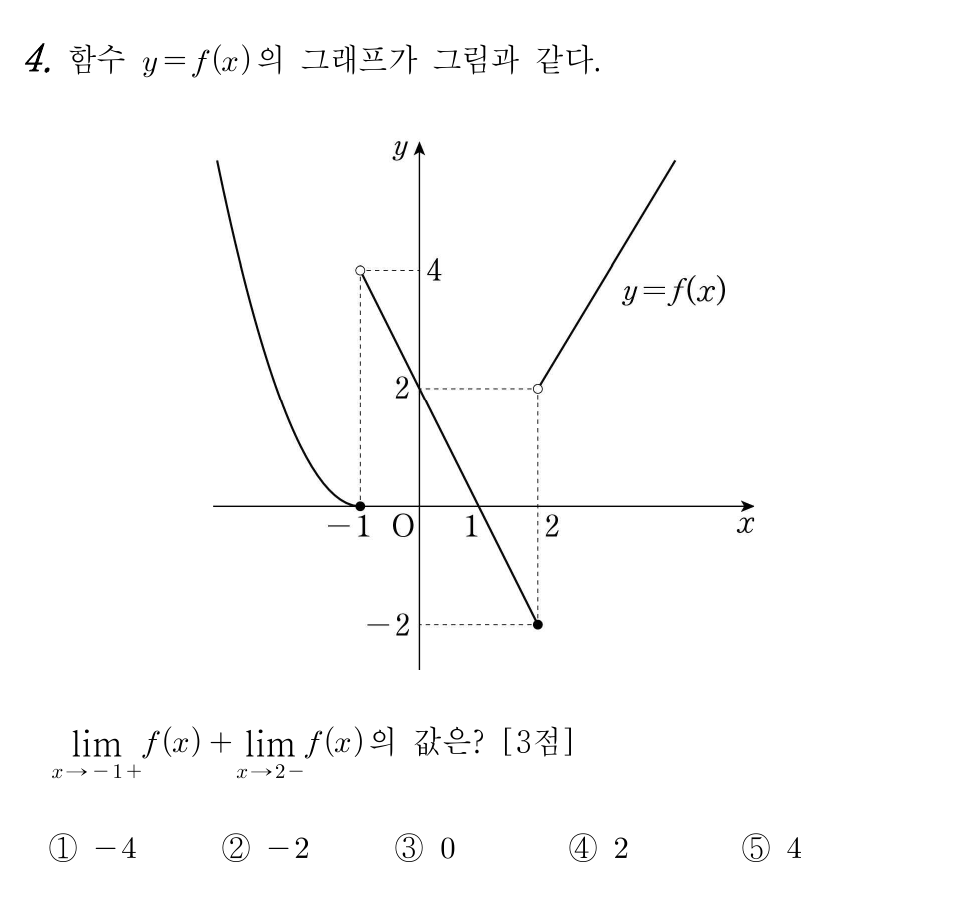 4. 함수 y=f(x)의 그래프가 그림과 같다.
y
4
y=f(x)
2
−1 O 1 2 x
−2
lim f(x)+lim f(x)의 값은? [3점]
x→−1+ x→2−
① −4 ② −2 ③ 0 ④ 2 ⑤ 4